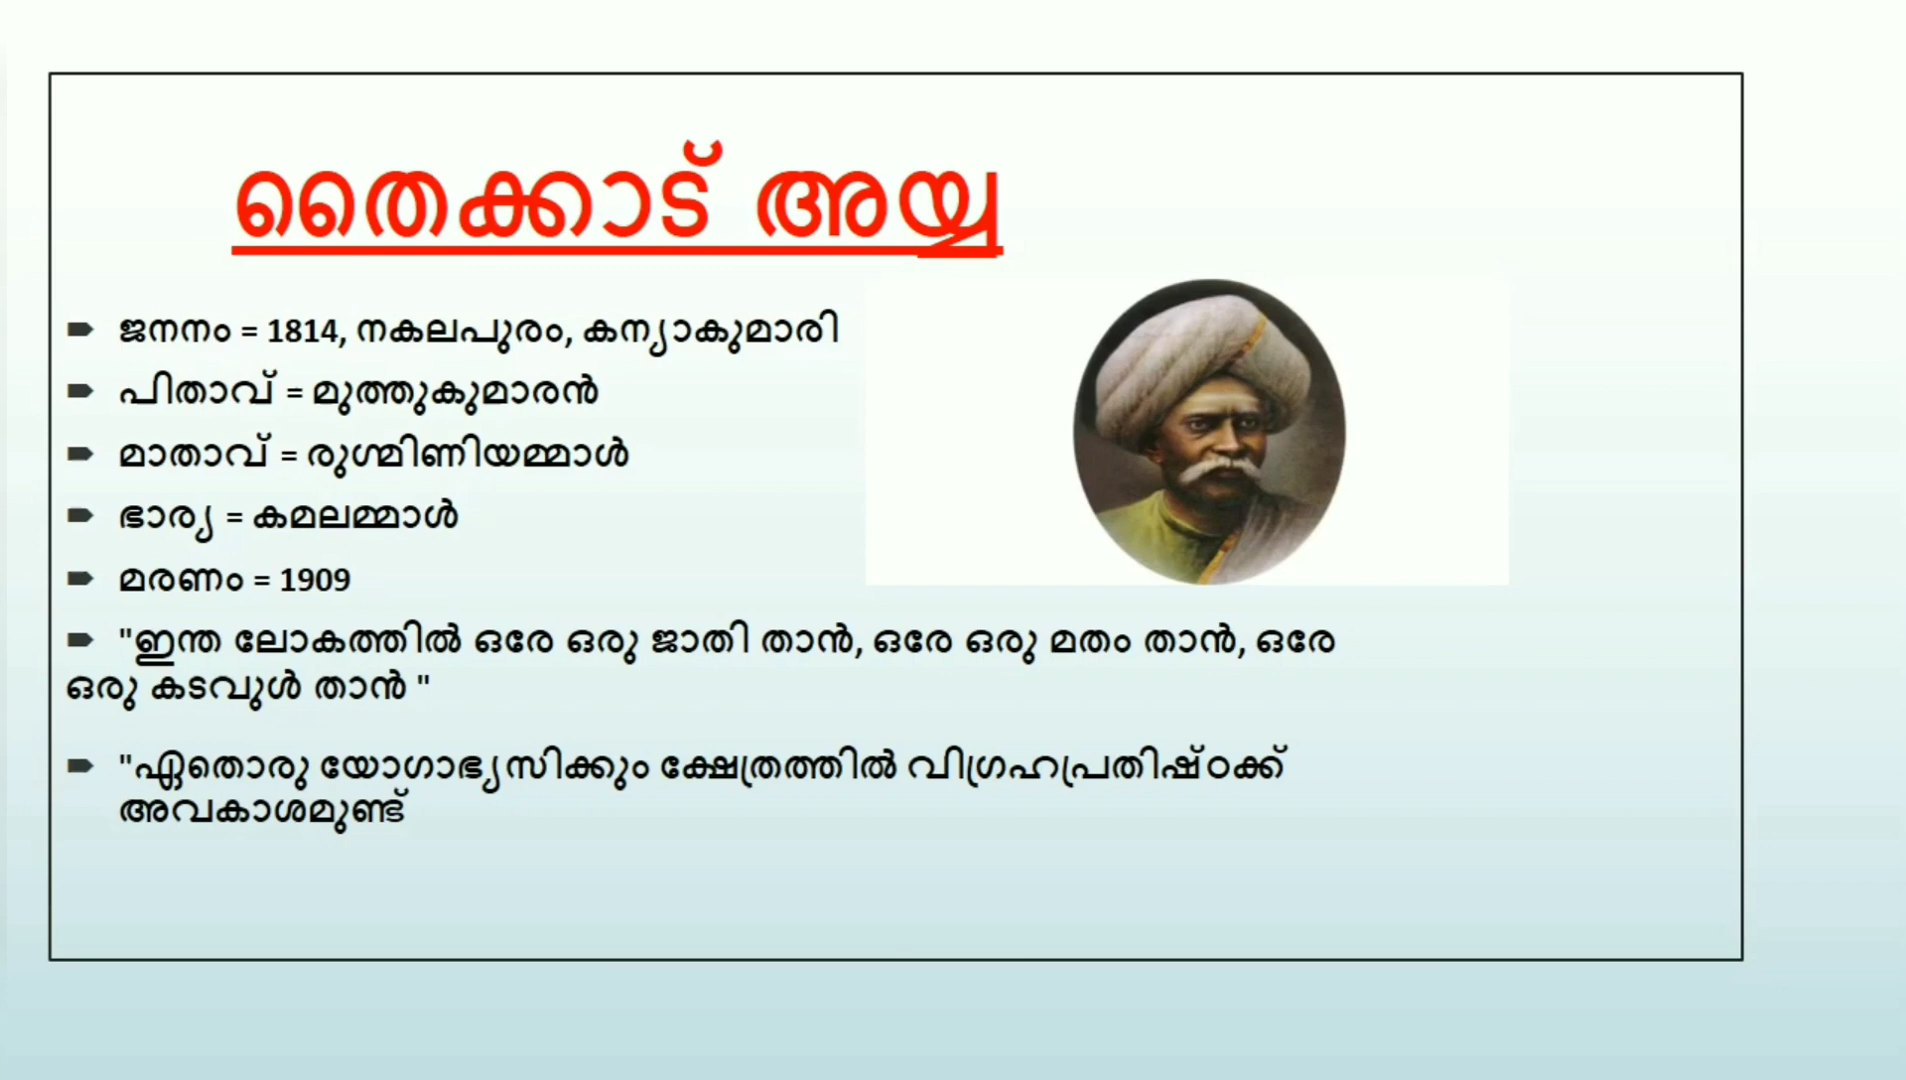 തൈക്കാട് അയ്യ
ജനനം = 1814, നകലപുരം, കന്യാകുമാരി
പിതാവ് = മുത്തുകുമാരൻ
മാതാവ് = രുഗ്മിണിയമ്മാൾ
ഭാര്യ = കമലമ്മാൾ
മരണം = 1909
"ഇന്ത ലോകത്തിൽ ഒരേ ഒരു ജാതി താൻ, ഒരേ ഒരു മതം താൻ, ഒരേ
ഒരു കടവുൾ താൻ "
"ഏതൊരു യോഗാഭ്യസിക്കും ക്ഷേത്രത്തിൽ വിഗ്രഹപ്രതിഷ്ഠക്ക്
അവകാശമുണ്ട്